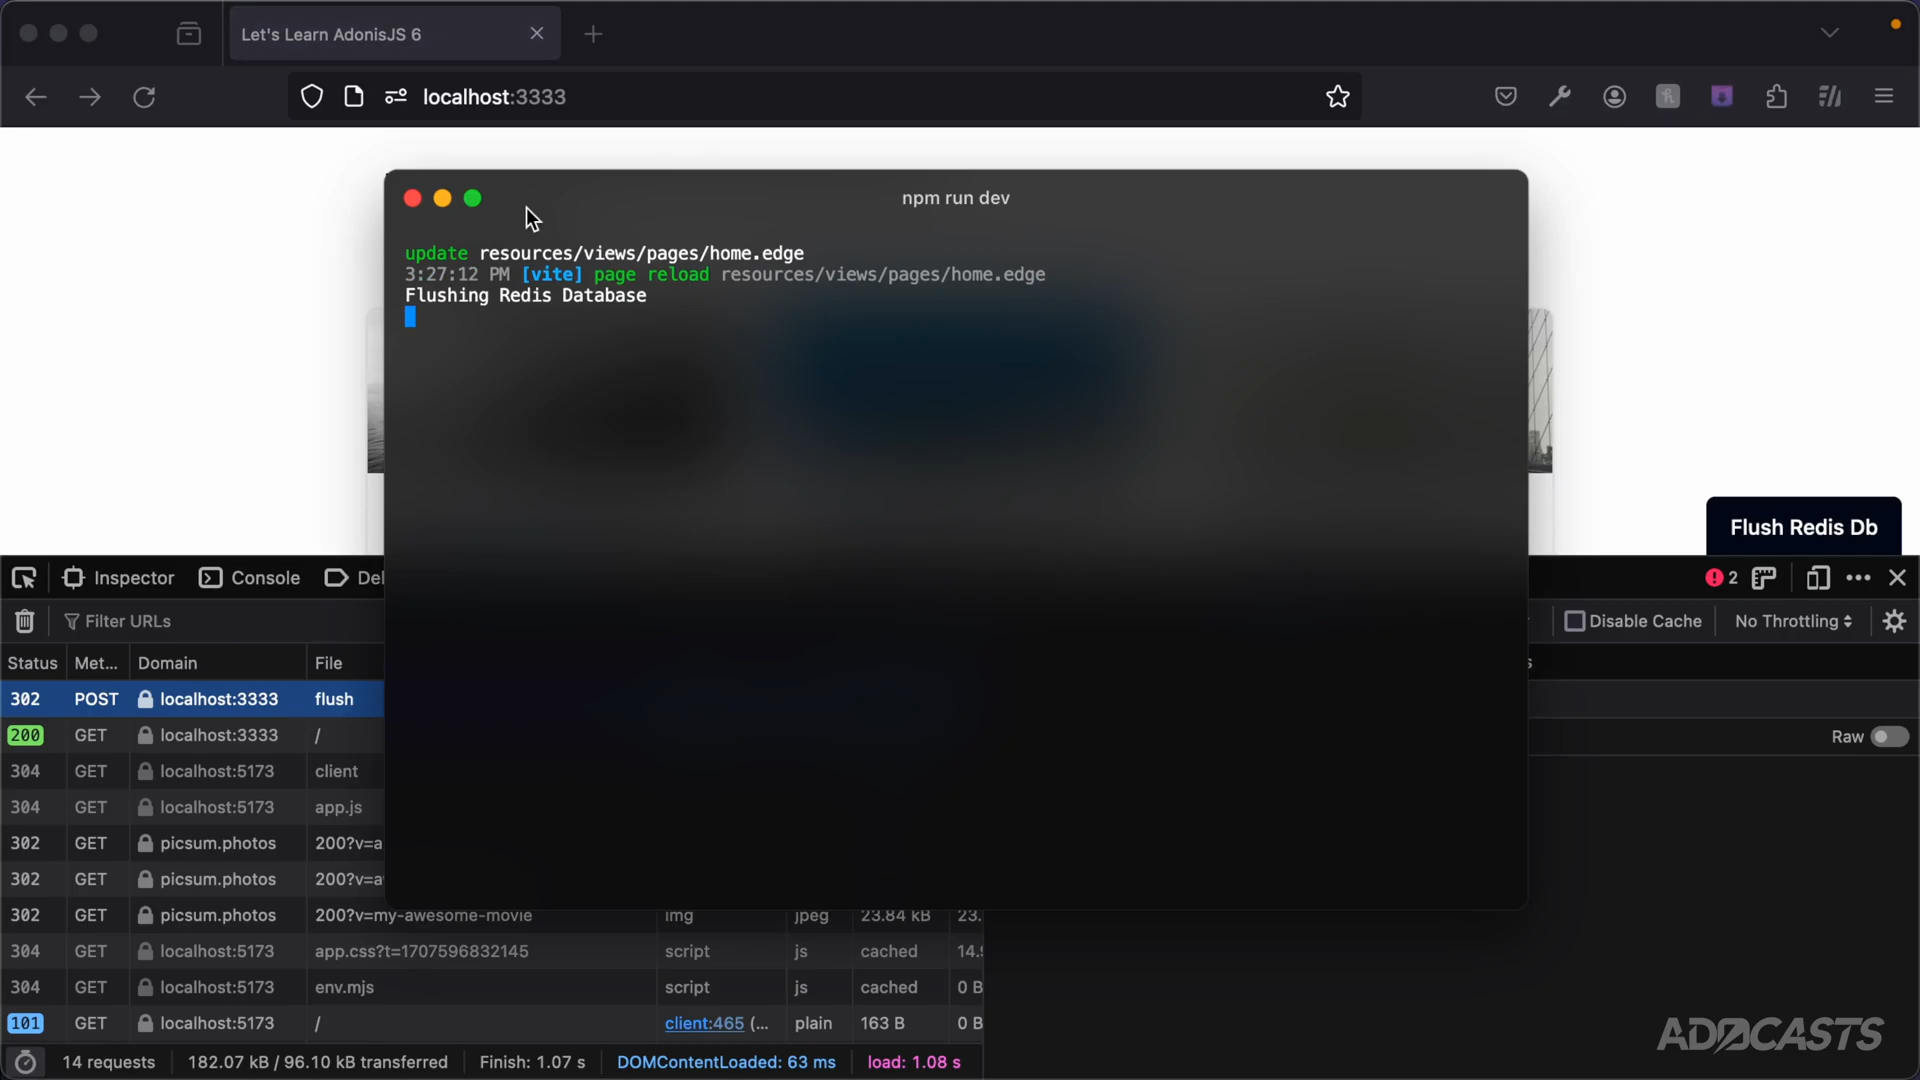 Let's Learn AdonisJS 6
localhost:3333
npm run dev
update resources/views/pages/home.edge
3:27:12 PM [vite] page reload resources/views/pages/home.edge
Flushing Redis Database
Flush Redis Db
Inspector Console De
2
Filter URLs
Disable Cache No Throttling
Status Met... Domain File
302 POST localhost:3333 flush
200 GET localhost:3333 /
Raw
304 GET localhost:5173 client
304 GET localhost:5173 app.js
302 GET picsum.photos 200?v=a
302 GET picsum.photos 200?v=a
302 GET picsum.photos 200?v=my-awesome-movie img jpeg 23.84 kB 23.
304 GET localhost:5173 app.css?t=1707596832145 script js cached 14.
304 GET localhost:5173 env.mjs script js cached 0 B
101 GET localhost:5173 / client:465 (... plain 163 B 0 B
14 requests 182.07 kB / 96.10 kB transferred Finish: 1.07 s DOMContentLoaded: 63 ms load: 1.08 s
ADOCASTS